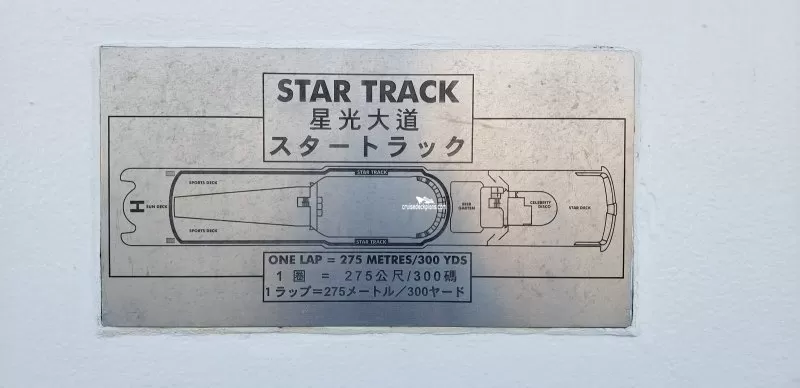 STAR TRACK
星光大道
スタートラック
STAR TRACK
SPORTS DECK
H
SUN DECK
SPORTS DECK
cruisedeckplans.com
BEER
GARTEN
CELEBRITY
DISCO
STAR DECK
STAR TRACK
ONE LAP = 275 METRES/300 YDS
1 圈 = 275公尺/300碼
1ラップ=275メートル/300ヤード